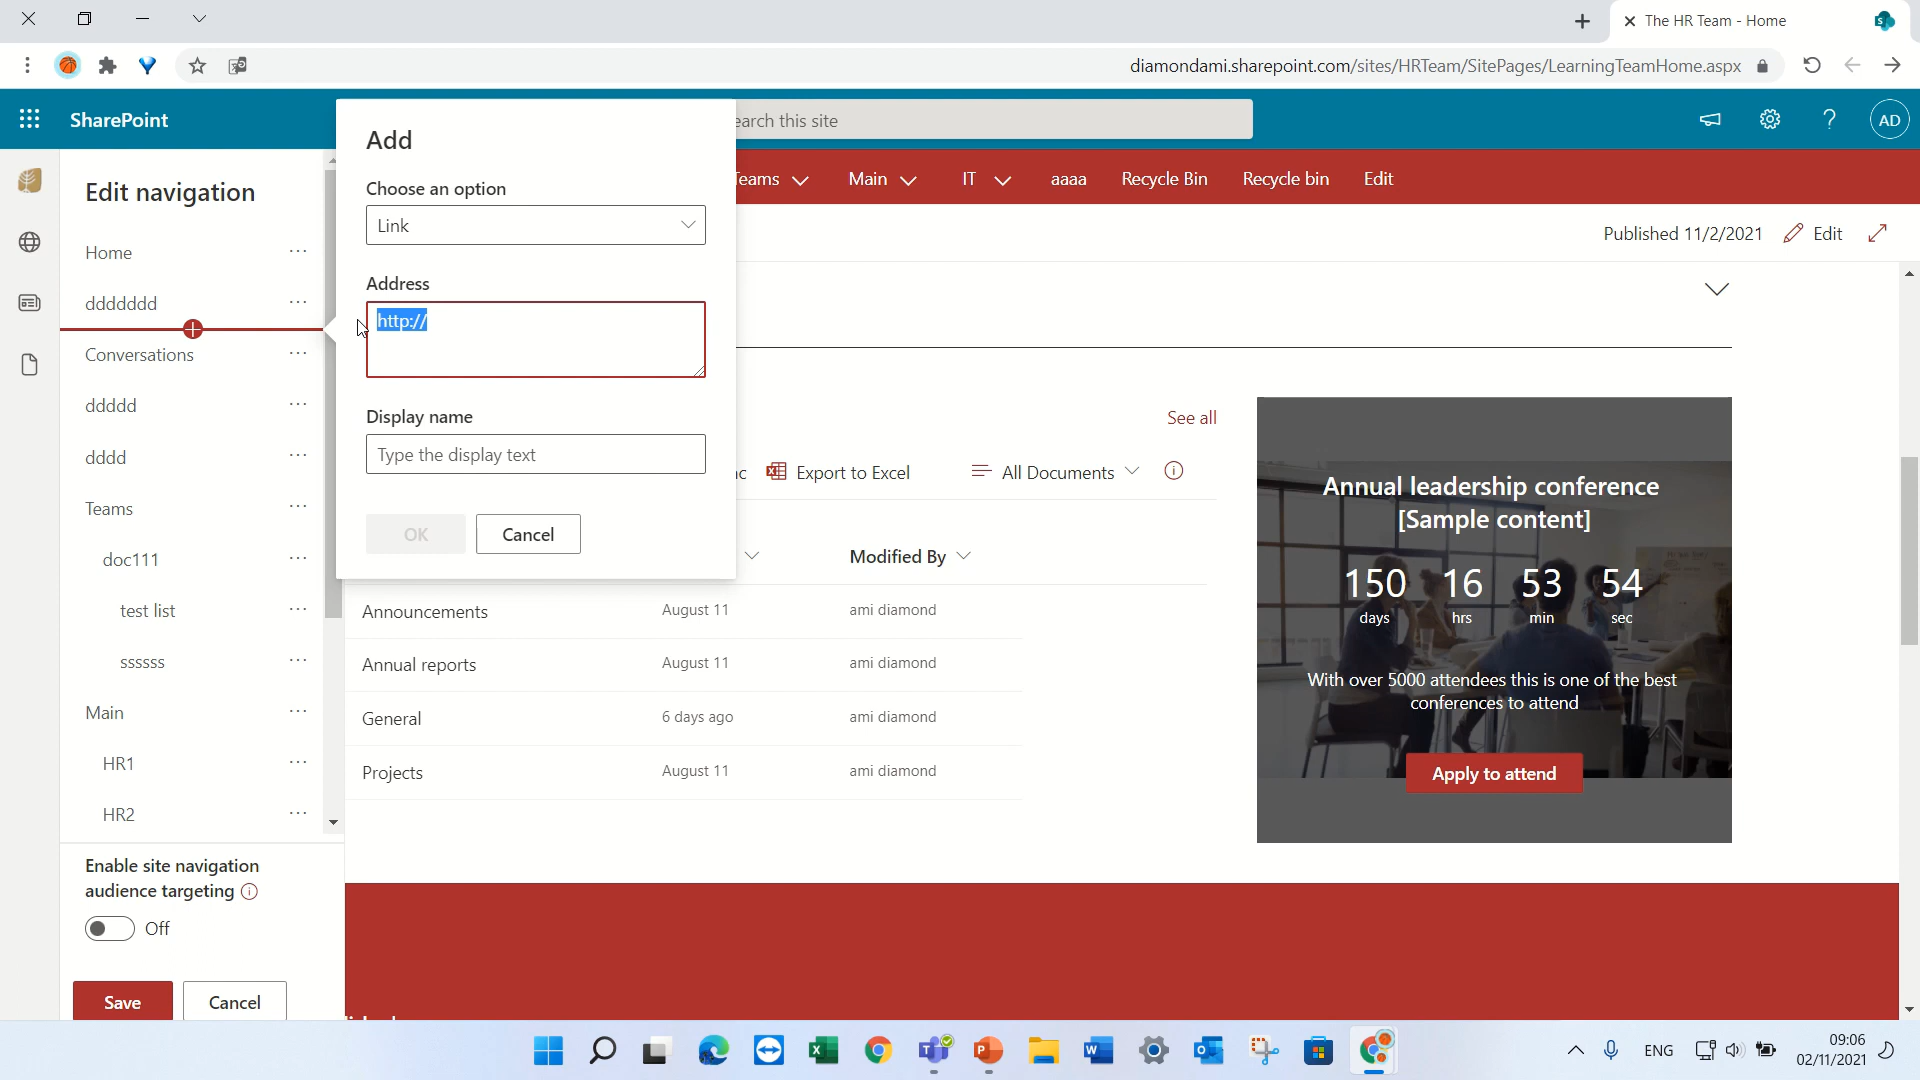 The HR Team - Home
diamondami.sharepoint.com/sites/HRTeam/SitePages/LearningTeamHome.aspx
SharePoint
earch this site
AD
Teams
Main
IT
aaaa
Recycle Bin
Recycle bin
Edit
Published 11/2/2021
Edit
Edit navigation
Home
ddddddd
Conversations
ddddd
dddd
Teams
doc111
test list
ssssss
Main
HR1
HR2
Enable site navigation
audience targeting
Off
Save
Cancel
Add
Choose an option
Link
Address
http://
Display name
Type the display text
OK
Cancel
See all
nc
Export to Excel
All Documents
Modified By
Announcements August 11 ami diamond
Annual reports August 11 ami diamond
General 6 days ago ami diamond
Projects August 11 ami diamond
Annual leadership conference
[Sample content]
150 16 53 54
days hrs min sec
With over 5000 attendees this is one of the best
conferences to attend
Apply to attend
ENG
09:06
02/11/2021